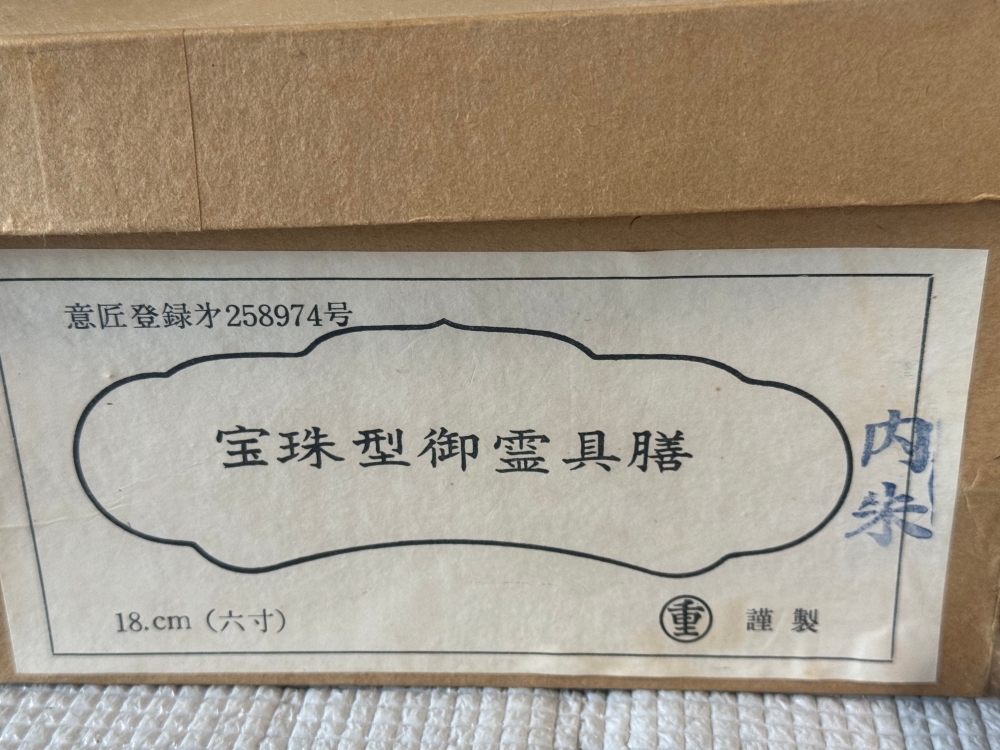 意匠登録㐧258974号
宝珠型御霊具膳
内朱
18.cm（六寸）
重 謹製